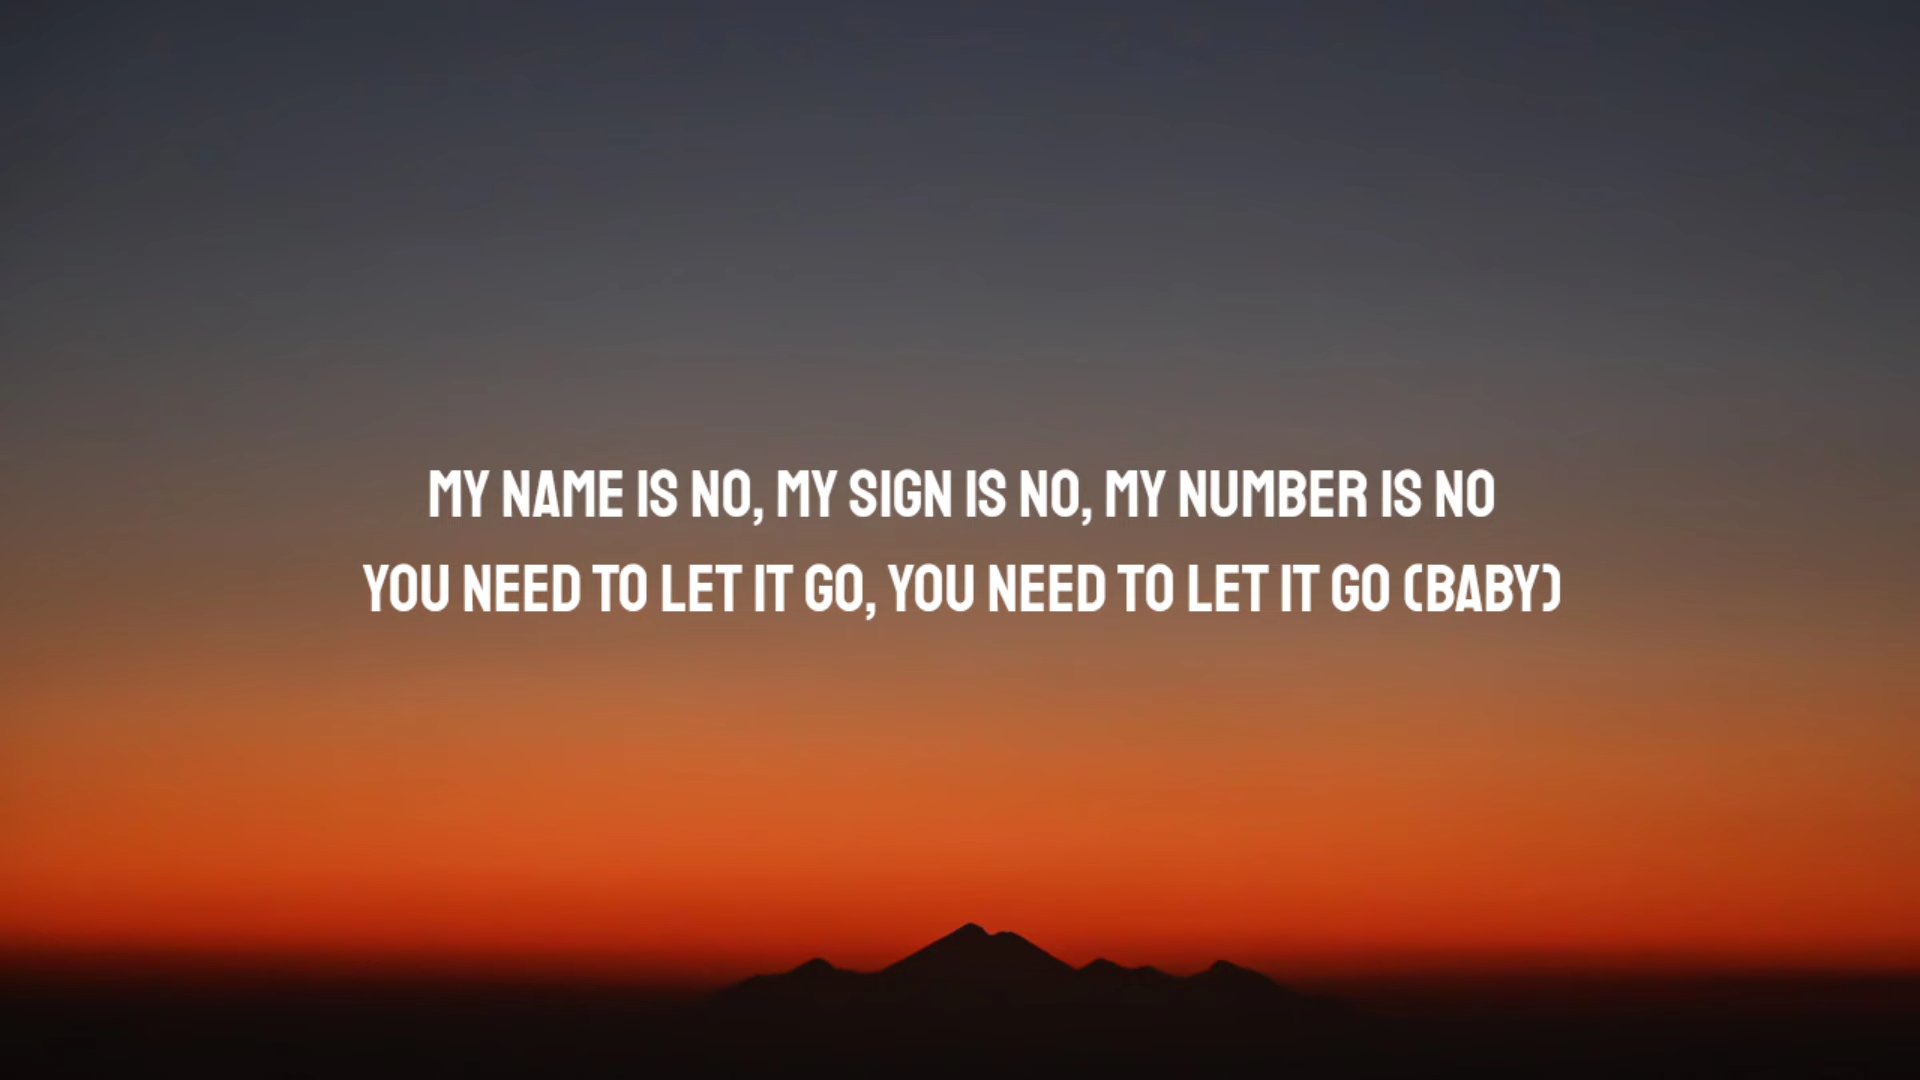 MY NAME IS NO, MY SIGN IS NO, MY NUMBER IS NO
YOU NEED TO LET IT GO, YOU NEED TO LET IT GO (BABY)